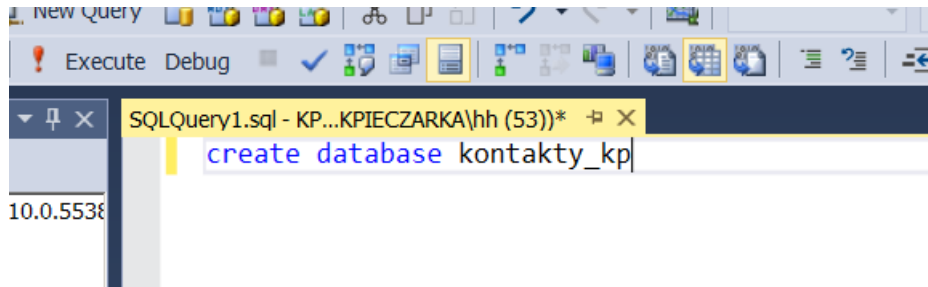 New Query
Execute Debug
SQLQuery1.sql - KP...KPIECZARKA\hh (53))*
create database kontakty_kp
10.0.5538